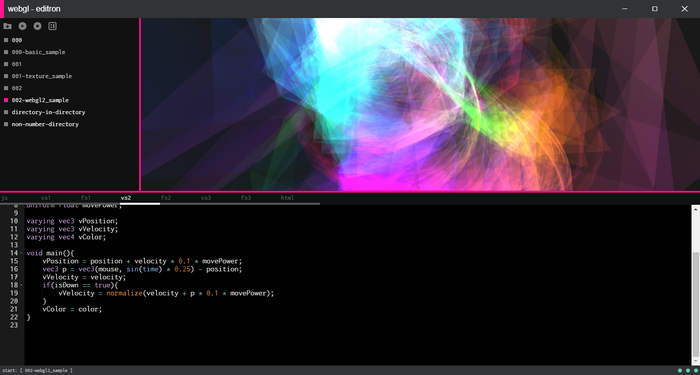 webgl - editron
000
000-basic_sample
001
001-texture_sample
002
002-webgl2_sample
directory-in-directory
non-number-directory
js vs1 fs1 vs2 fs2 vs3 fs3 html
8 uniform float movePower;
9
10 varying vec3 vPosition;
11 varying vec3 vVelocity;
12 varying vec4 vColor;
13
14 void main(){
15 vPosition = position + velocity * 0.1 * movePower;
16 vec3 p = vec3(mouse, sin(time) * 0.25) - position;
17 vVelocity = velocity;
18 if(isDown == true){
19 vVelocity = normalize(velocity + p * 0.1 * movePower);
20 }
21 vColor = color;
22 }
23
start: [ 002-webgl2_sample ]